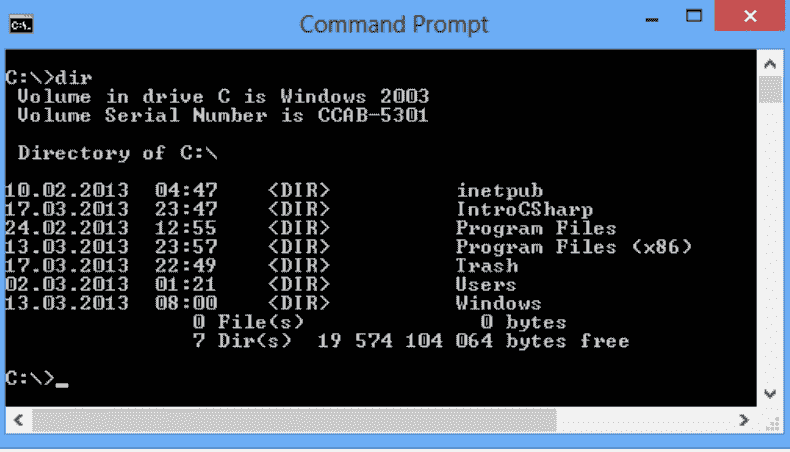 C:\.
Command Prompt
C:\>dir
Volume in drive C is Windows 2003
Volume Serial Number is CCAB-5301
Directory of C:\
10.02.2013 04:47 <DIR> inetpub
17.03.2013 23:47 <DIR> IntroCSharp
24.02.2013 12:55 <DIR> Program Files
13.03.2013 23:57 <DIR> Program Files (x86)
17.03.2013 22:49 <DIR> Trash
02.03.2013 01:21 <DIR> Users
13.03.2013 08:00 <DIR> Windows
0 File(s) 0 bytes
7 Dir(s) 19 574 104 064 bytes free
C:\>_